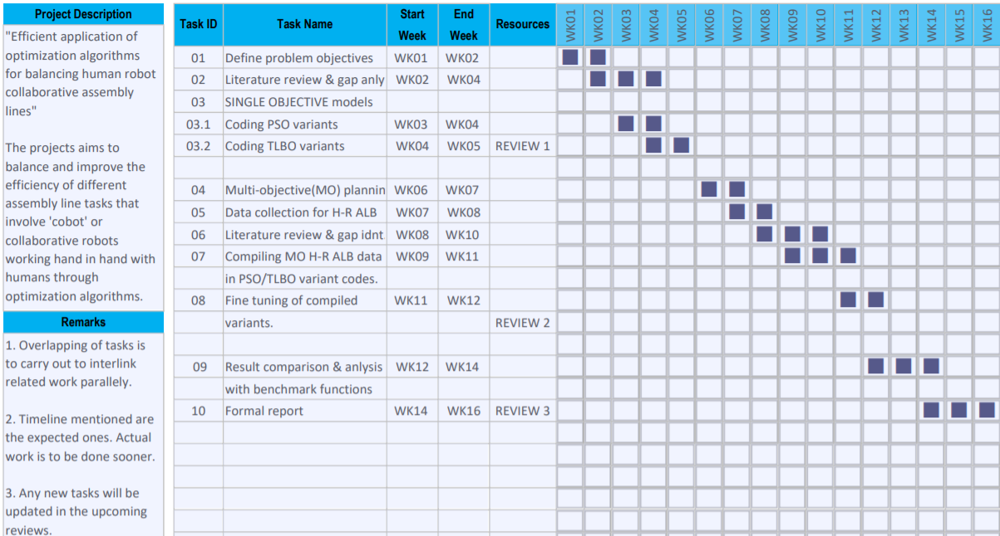 Project Description
"Efficient application of
optimization algorithms
for balancing human robot
collaborative assembly
lines"
The projects aims to
balance and improve the
efficiency of different
assembly line tasks that
involve 'cobot' or
collaborative robots
working hand in hand with
humans through
optimization algorithms.
Remarks
1. Overlapping of tasks is
to carry out to interlink
related work parallely.
2. Timeline mentioned are
the expected ones. Actual
work is to be done sooner.
3. Any new tasks will be
updated in the upcoming
reviews.
Task ID Task Name Start Week End Week Resources WK01 WK02 WK03 WK04 WK05 WK06 WK07 WK08 WK09 WK10 WK11 WK12 WK13 WK14 WK15 WK16
01 Define problem objectives WK01 WK02
02 Literature review & gap anly WK02 WK04
03 SINGLE OBJECTIVE models
03.1 Coding PSO variants WK03 WK04
03.2 Coding TLBO variants WK04 WK05 REVIEW 1
04 Multi-objective(MO) plannin WK06 WK07
05 Data collection for H-R ALB WK07 WK08
06 Literature review & gap idnt WK08 WK10
07 Compiling MO H-R ALB data WK09 WK11
in PSO/TLBO variant codes.
08 Fine tuning of compiled WK11 WK12
variants. REVIEW 2
09 Result comparison & anlysis WK12 WK14
with benchmark functions
10 Formal report WK14 WK16 REVIEW 3